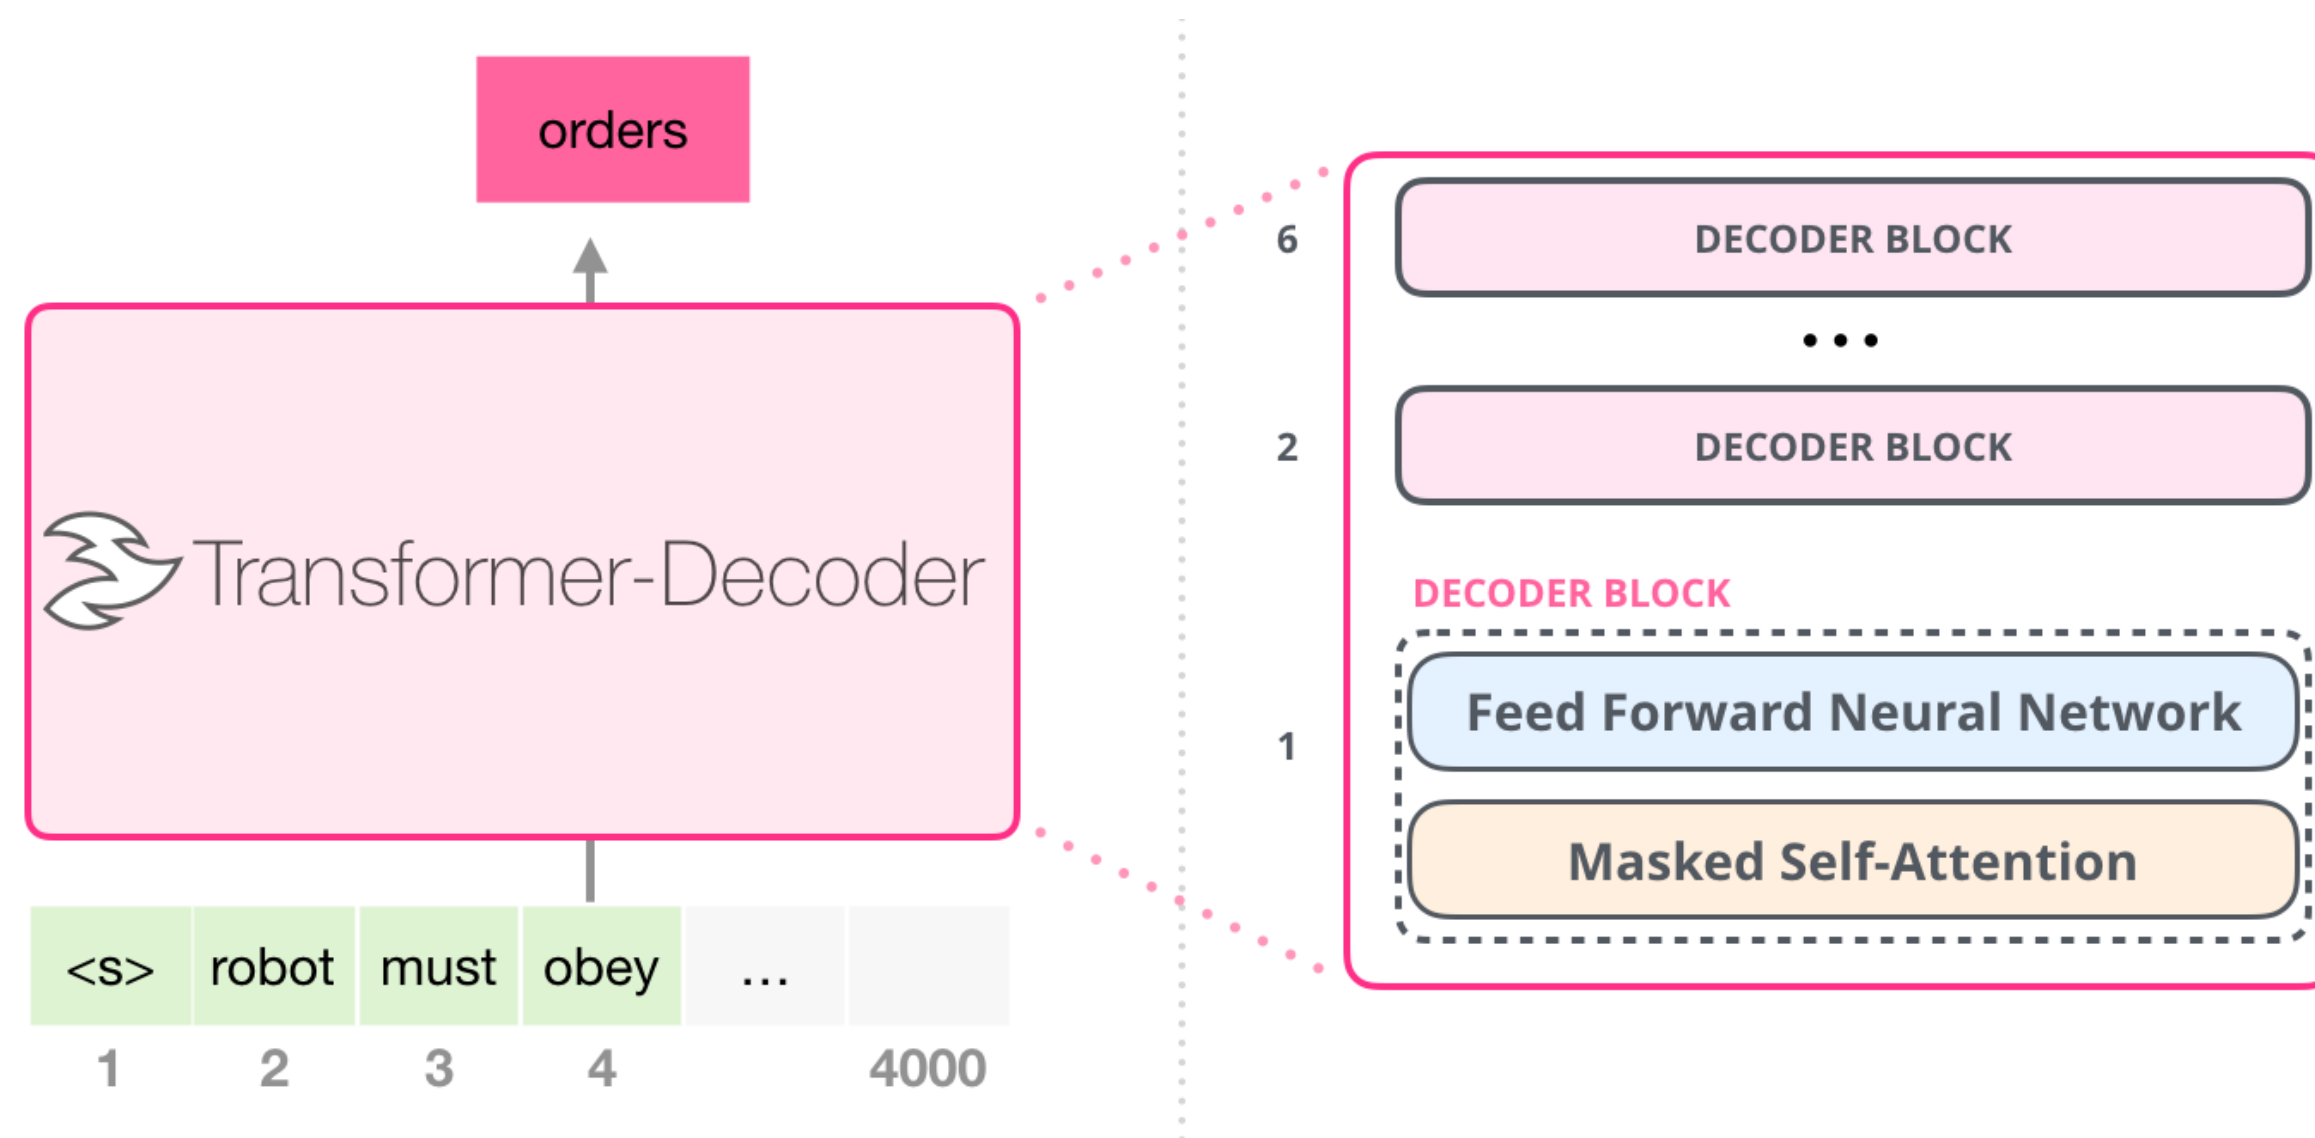 orders
Transformer-Decoder
<s> robot must obey ...
1 2 3 4 4000
6 DECODER BLOCK
...
2 DECODER BLOCK
DECODER BLOCK
Feed Forward Neural Network
1
Masked Self-Attention